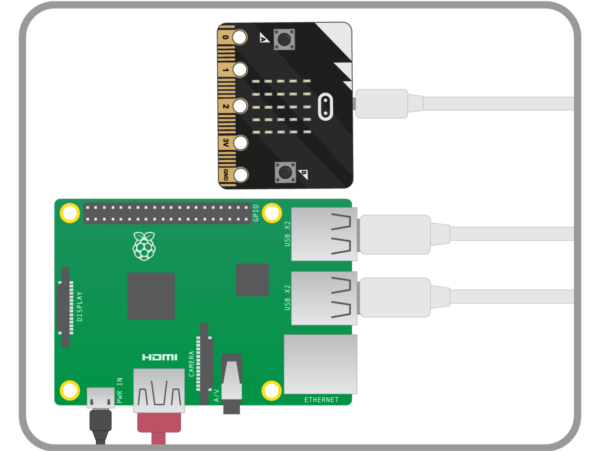 0
A
1
2
3V
GND
B
GPIO
USB X2
DISPLAY
USB X2
HDMI
CAMERA
PWR IN
A/V
ETHERNET